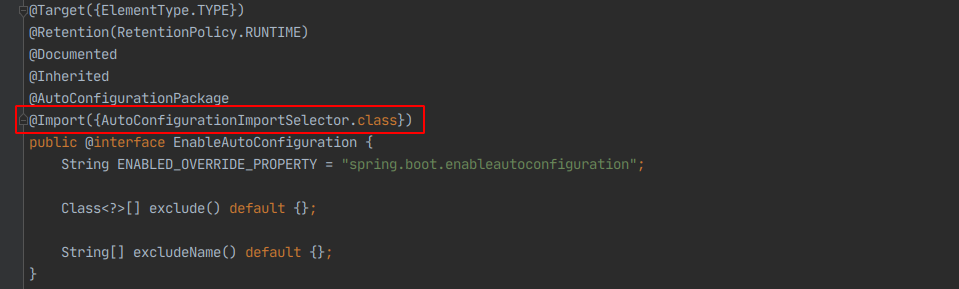 @Target({ElementType.TYPE})
@Retention(RetentionPolicy.RUNTIME)
@Documented
@Inherited
@AutoConfigurationPackage
@Import({AutoConfigurationImportSelector.class})
public @interface EnableAutoConfiguration {
    String ENABLED_OVERRIDE_PROPERTY = "spring.boot.enableautoconfiguration";
    Class<?>[] exclude() default {};
    String[] excludeName() default {};
}